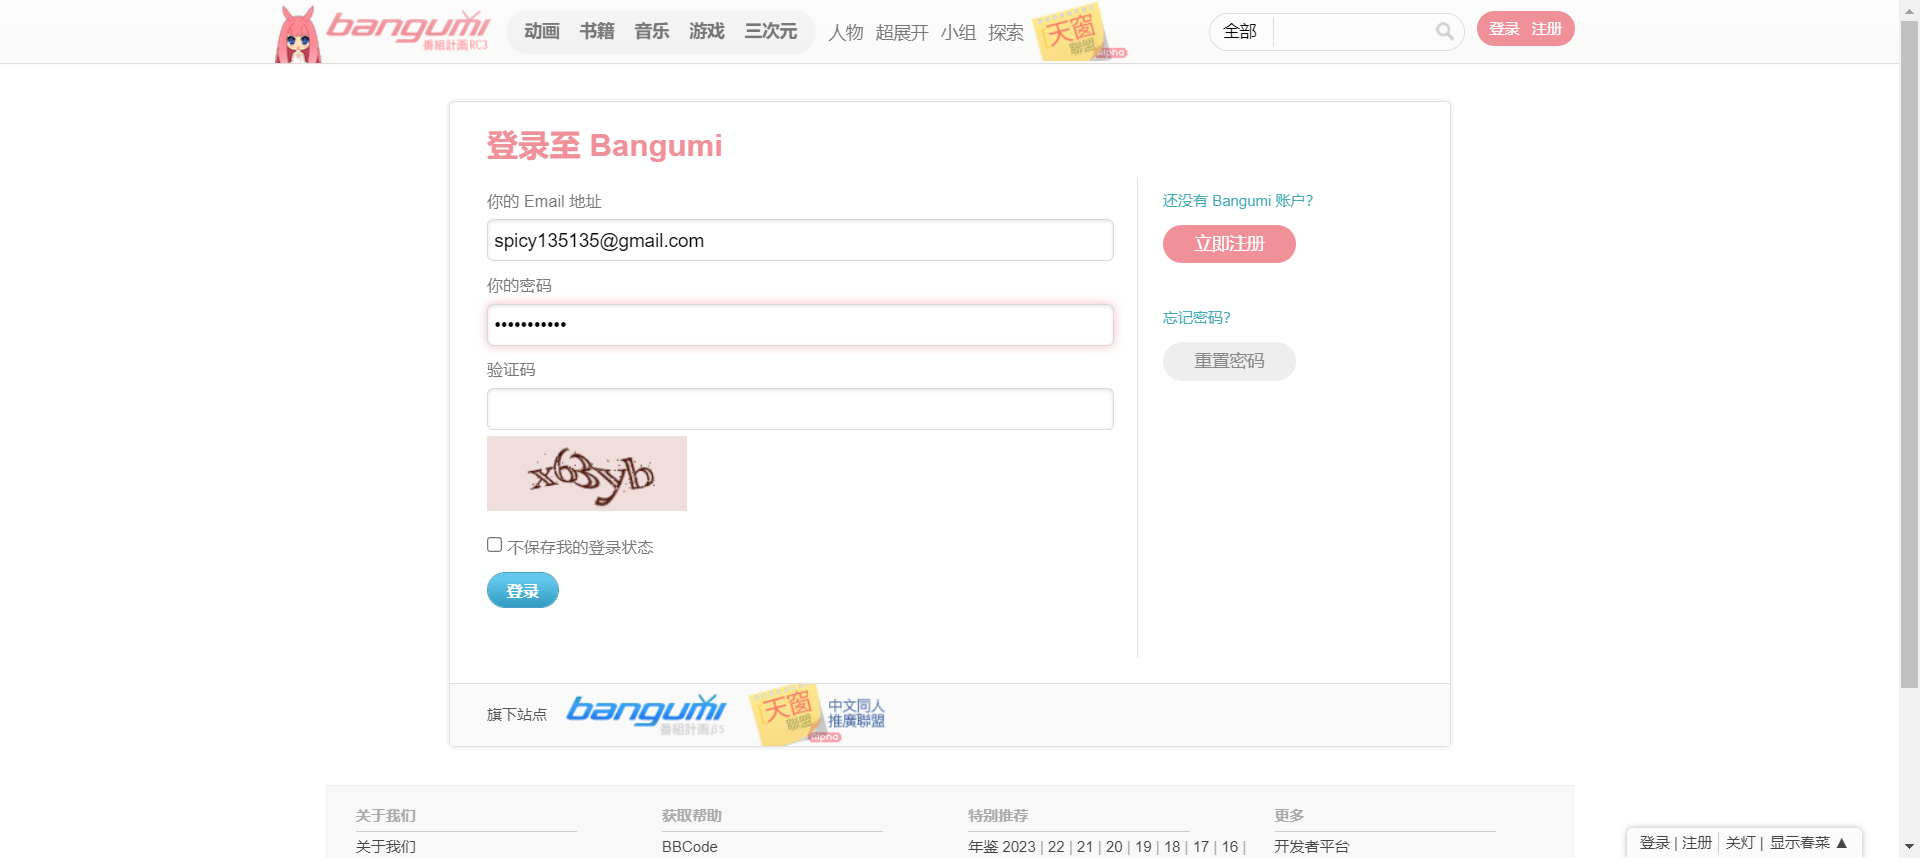 bangumi 番組計画RC3 动画 书籍 音乐 游戏 三次元 人物 超展开 小组 探索 天窗 聯盟 Alpha 全部 登录 注册
登录至 Bangumi
你的 Email 地址
spicy135135@gmail.com
你的密码
•••••••••••
验证码
x63yb
不保存我的登录状态
登录
还没有 Bangumi 账户?
立即注册
忘记密码?
重置密码
旗下站点 bangumi 番組計画β5 天窗 聯盟 Alpha 中文同人 推廣聯盟
关于我们 获取帮助 特别推荐 更多
关于我们 BBCode 年鉴 2023 | 22 | 21 | 20 | 19 | 18 | 17 | 16 | 开发者平台
登录 | 注册 关灯 | 显示春菜 ▲